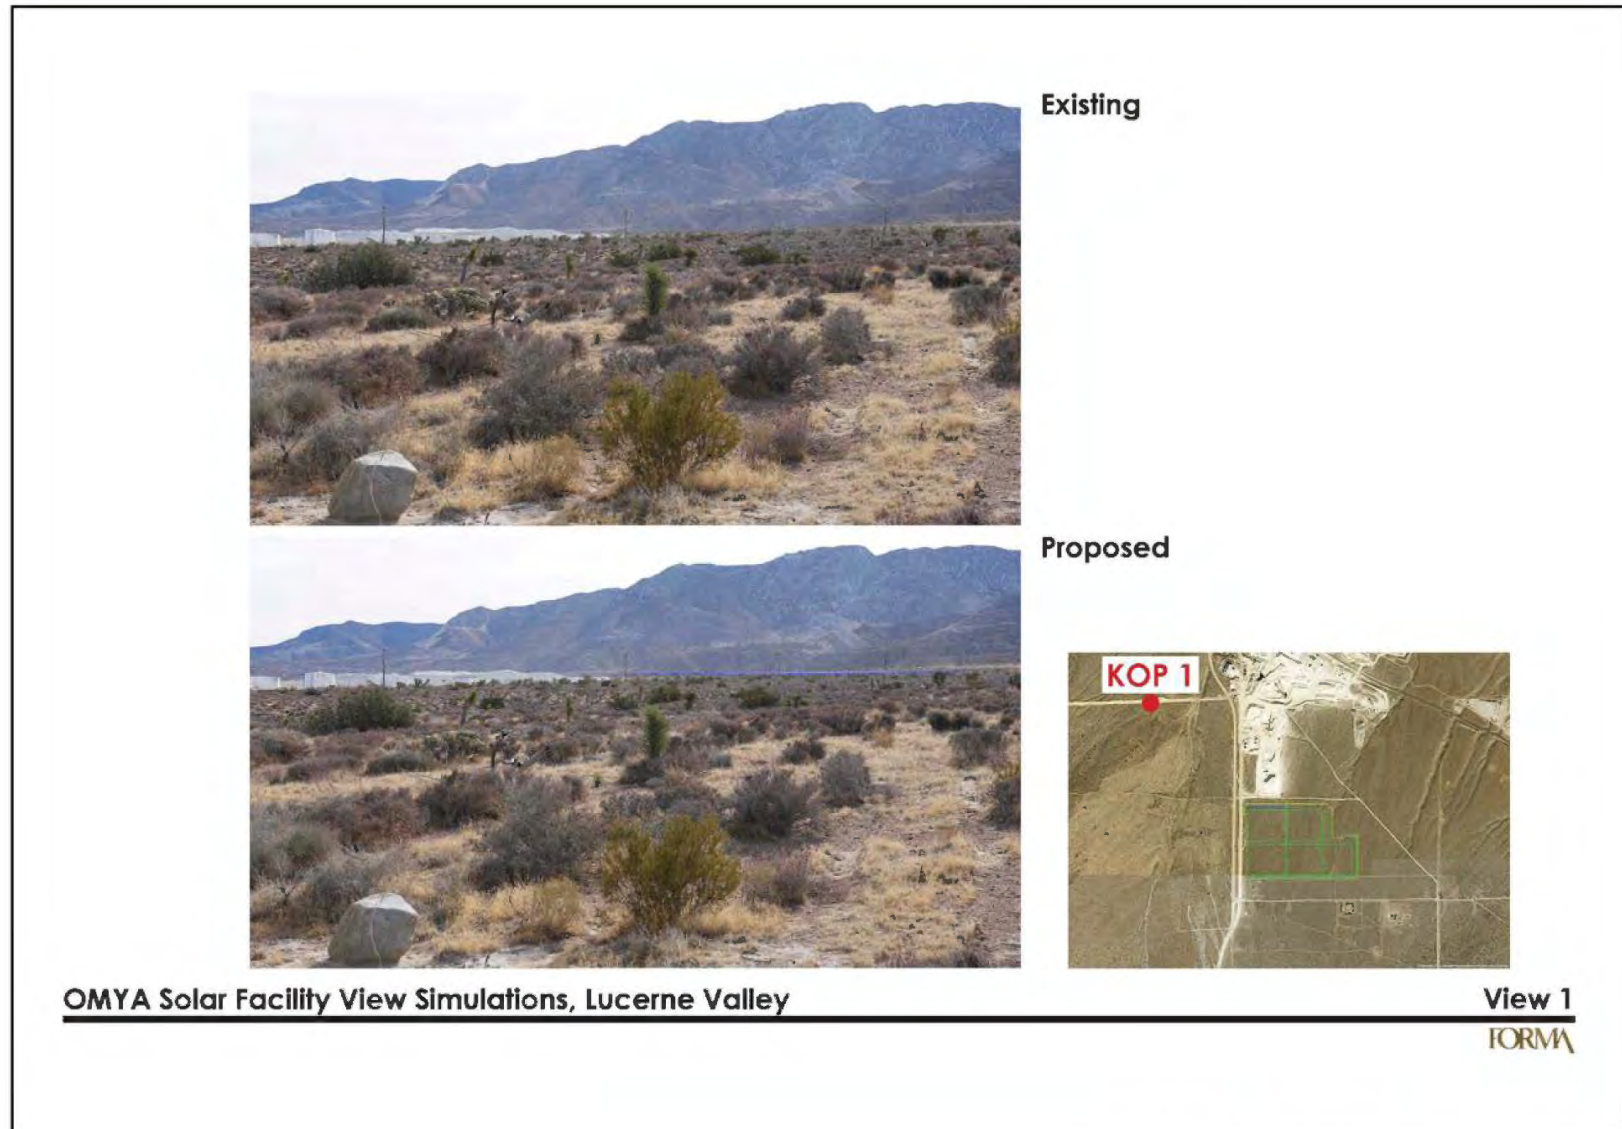 Existing
Proposed
KOP 1
OMYA Solar Facility View Simulations, Lucerne Valley
View 1
FORMA